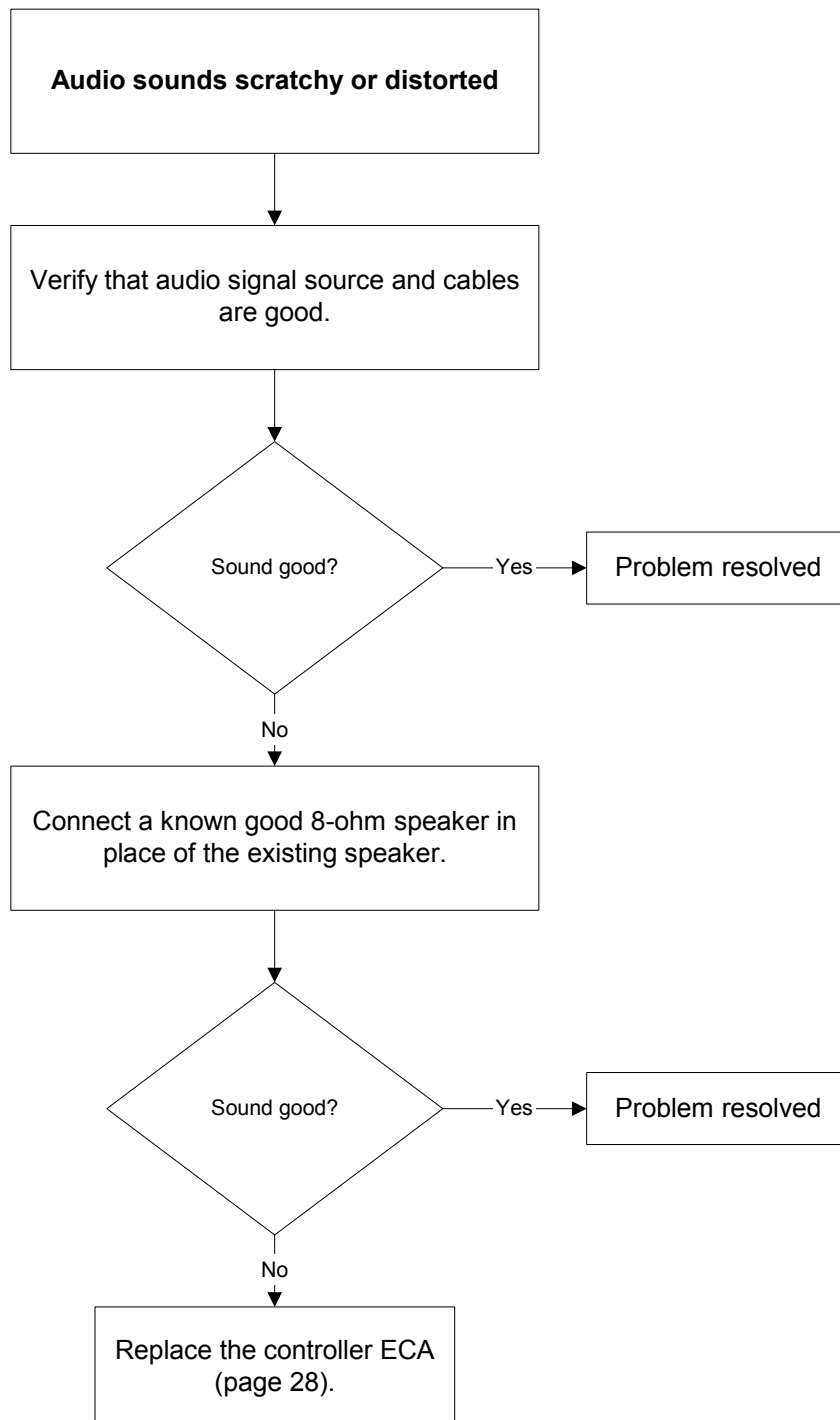 Audio sounds scratchy or distorted
Verify that audio signal source and cables
are good.
Sound good?
Yes
Problem resolved
No
Connect a known good 8-ohm speaker in
place of the existing speaker.
Sound good?
Yes
Problem resolved
No
Replace the controller ECA
(page 28).